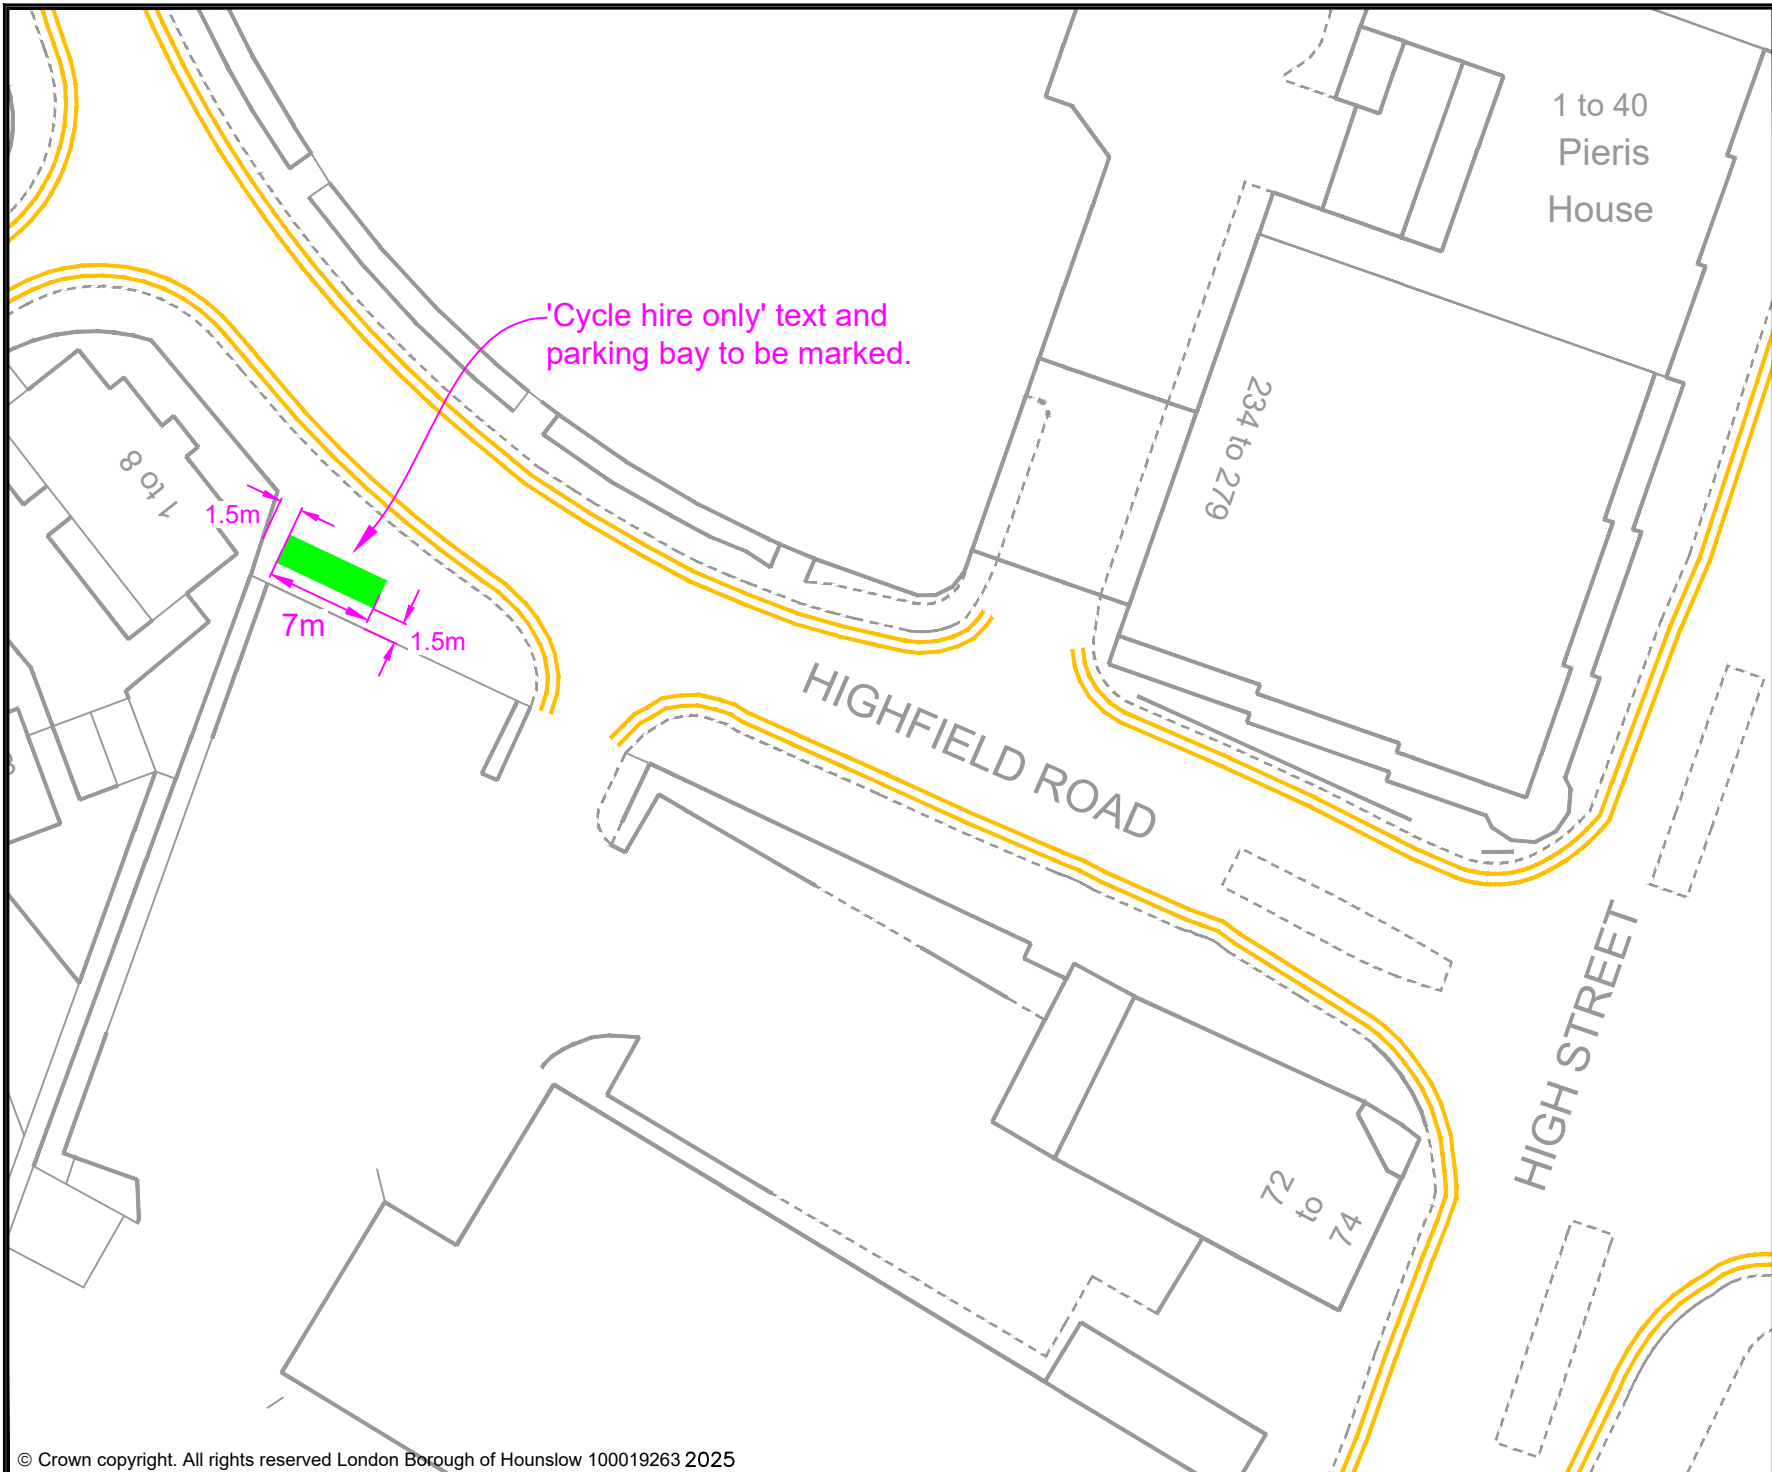 1 to 40
Pieris
House
'Cycle hire only' text and
parking bay to be marked.
234 to 279
1 to 8
1.5m
7m
1.5m
HIGHFIELD ROAD
HIGH STREET
72
to
74
© Crown copyright. All rights reserved London Borough of Hounslow 100019263 2025